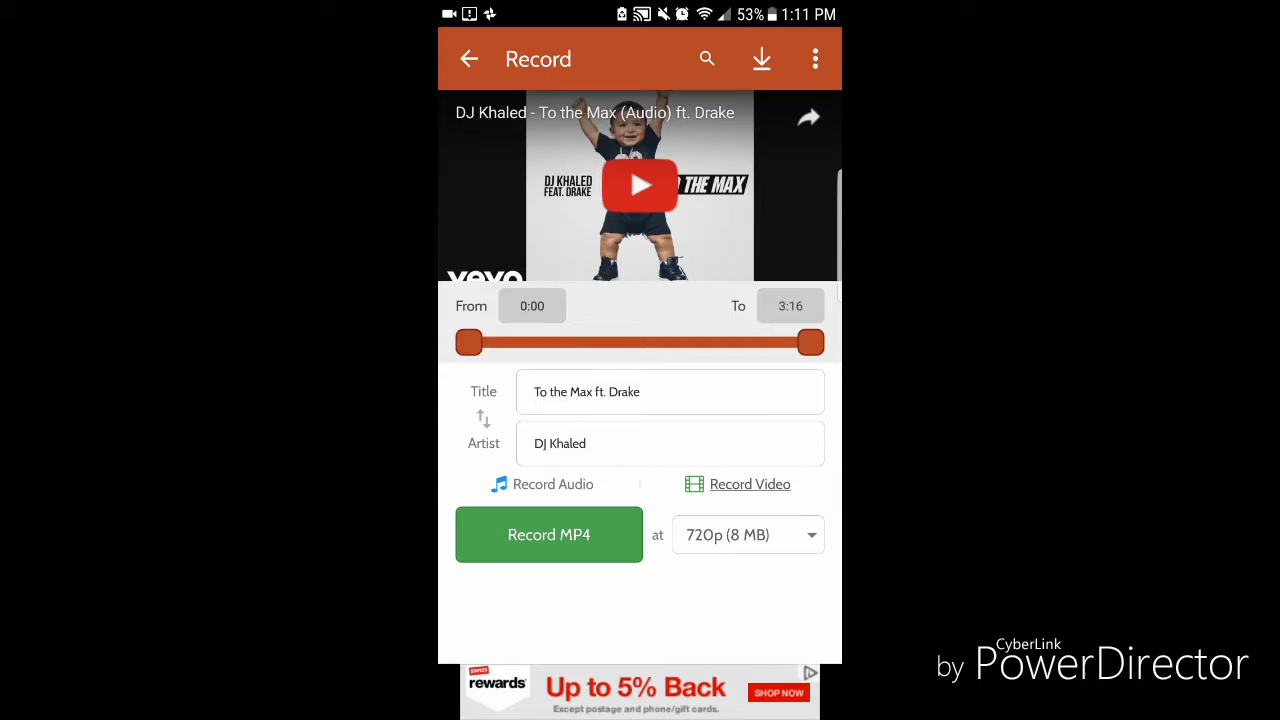 53% 1:11 PM
Record
DJ Khaled - To the Max (Audio) ft. Drake
DJ KHALED
FEAT. DRAKE
THE MAX
vevo
From 0:00 To 3:16
Title To the Max ft. Drake
Artist DJ Khaled
Record Audio Record Video
Record MP4 at 720p (8 MB)
STAPLES
rewards
Up to 5% Back
Except postage and phone/gift cards.
SHOP NOW
CyberLink
by PowerDirector